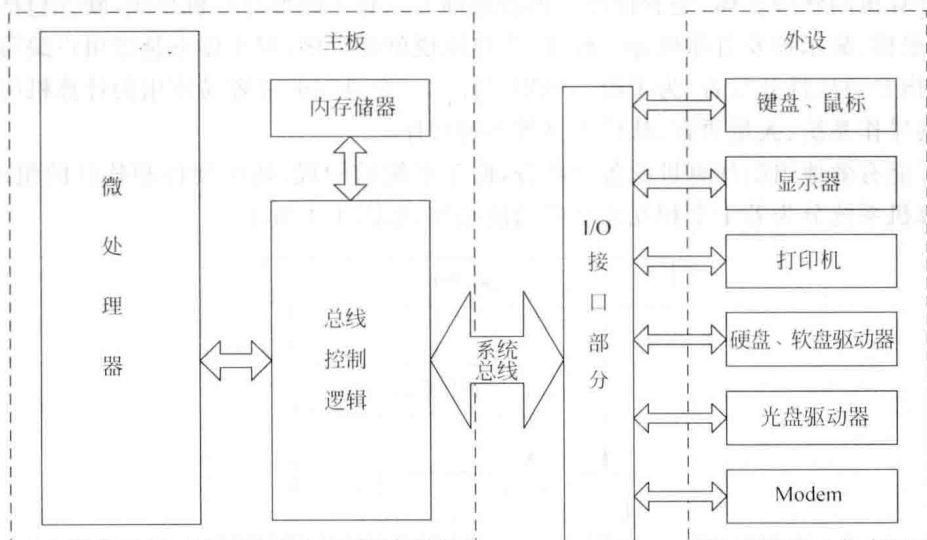 主板
外设
内存储器
微
处
理
器
总线
控制
逻辑
系统
总线
I/O
接
口
部
分
键盘、鼠标
显示器
打印机
硬盘、软盘驱动器
光盘驱动器
Modem